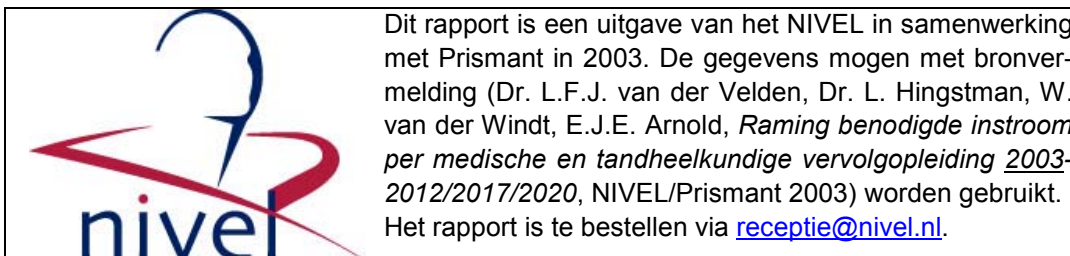 Dit rapport is een uitgave van het NIVEL in samenwerking
met Prismant in 2003. De gegevens mogen met bronver-
melding (Dr. L.F.J. van der Velden, Dr. L. Hingstman, W.
van der Windt, E.J.E. Arnold, Raming benodigde instroom
per medische en tandheelkundige vervolgopleiding 2003-
2012/2017/2020, NIVEL/Prismant 2003) worden gebruikt.
Het rapport is te bestellen via receptie@nivel.nl.
nivel